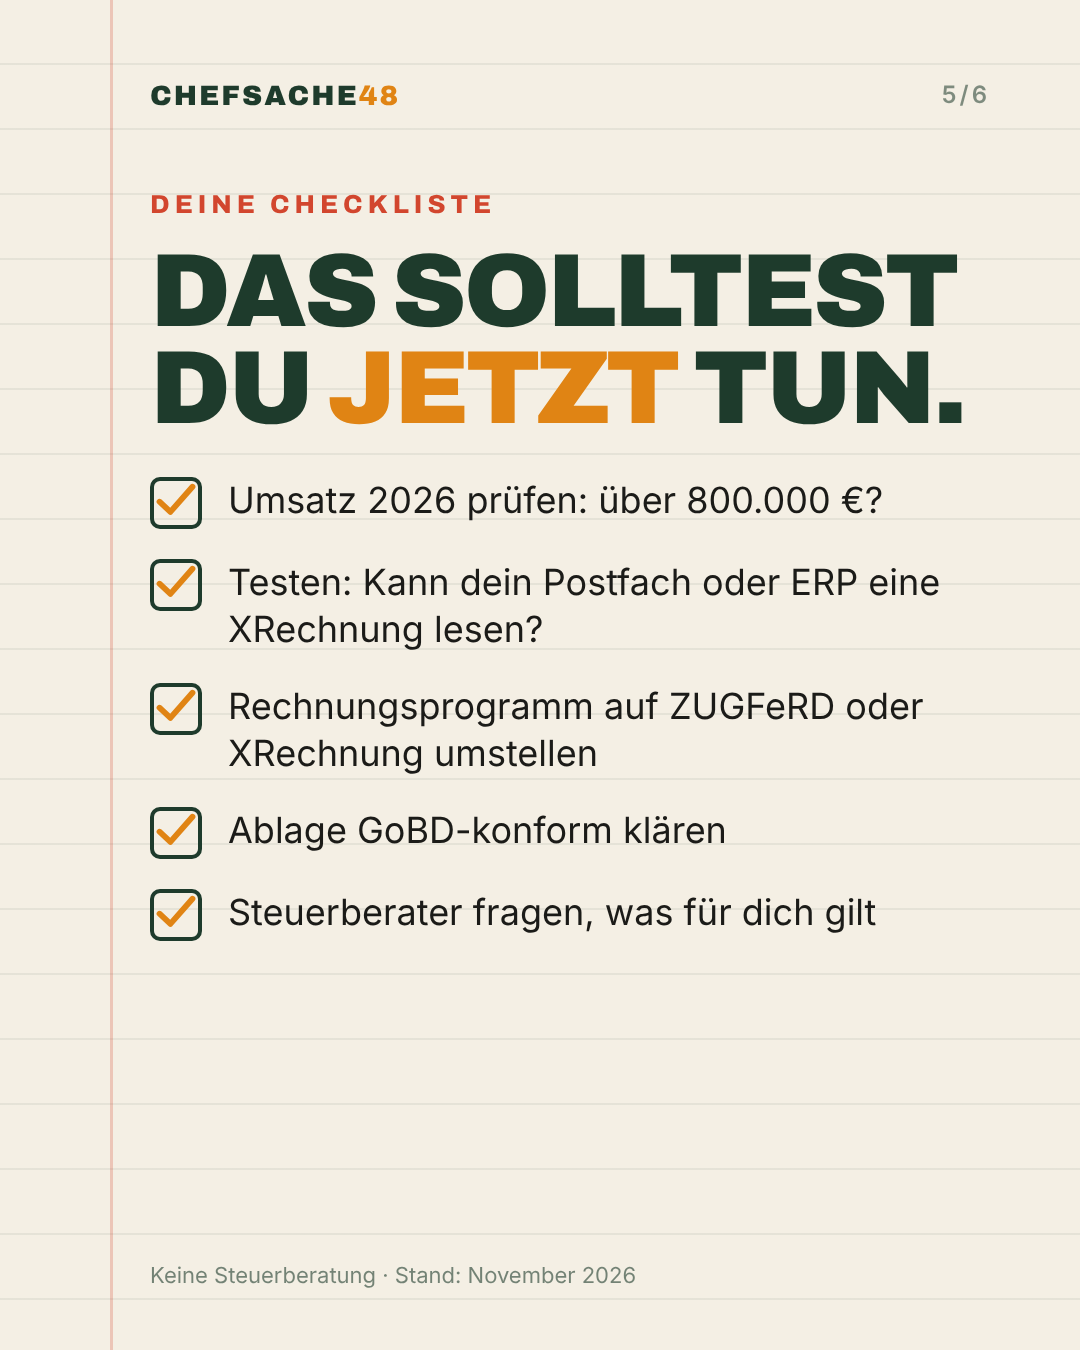 CHEFSACHE48
5/6
DEINE CHECKLISTE
DAS SOLLTEST
DU JETZT TUN.
Umsatz 2026 prüfen: über 800.000 €?
Testen: Kann dein Postfach oder ERP eine
XRechnung lesen?
Rechnungsprogramm auf ZUGFeRD oder
XRechnung umstellen
Ablage GoBD-konform klären
Steuerberater fragen, was für dich gilt
Keine Steuerberatung · Stand: November 2026